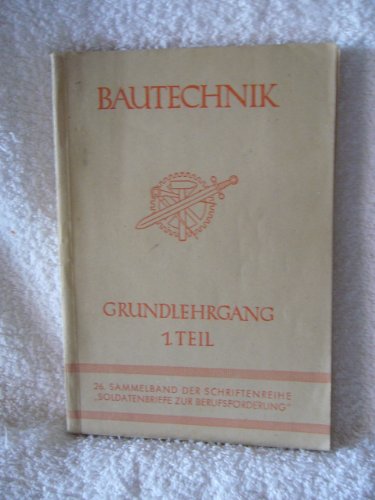 BAUTECHNIK
GRUNDLEHRGANG
1. TEIL
26. SAMMELBAND DER SCHRIFTENREIHE
„SOLDATENBRIEFE ZUR BERUFSFÖRDERUNG"